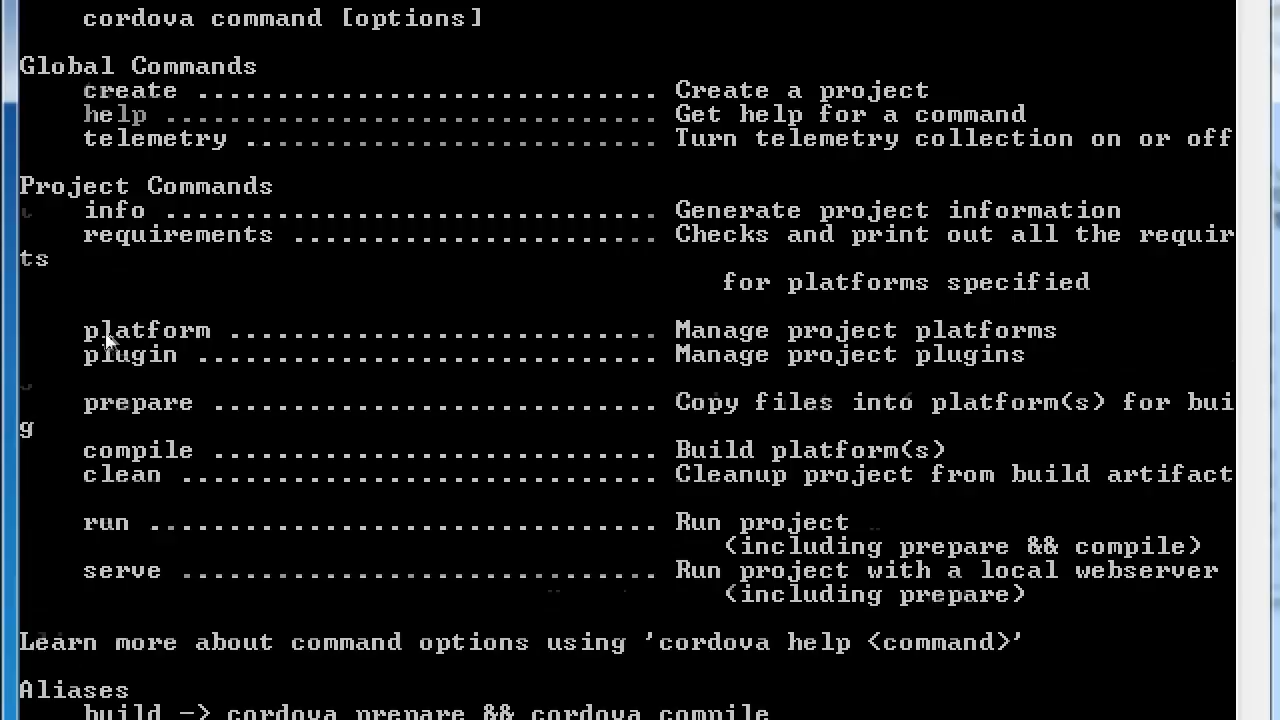 cordova command [options]
Global Commands
create ............................. Create a project
help ............................... Get help for a command
telemetry .......................... Turn telemetry collection on or off
Project Commands
info ............................... Generate project information
requirements ....................... Checks and print out all the requir
ts
for platforms specified
platform ........................... Manage project platforms
plugin ............................. Manage project plugins
prepare ............................ Copy files into platform(s) for bui
g
compile ............................ Build platform(s)
clean .............................. Cleanup project from build artifact
run ................................ Run project
(including prepare && compile)
serve .............................. Run project with a local webserver
(including prepare)
Learn more about command options using 'cordova help <command>'
Aliases
build -> cordova prepare && cordova compile